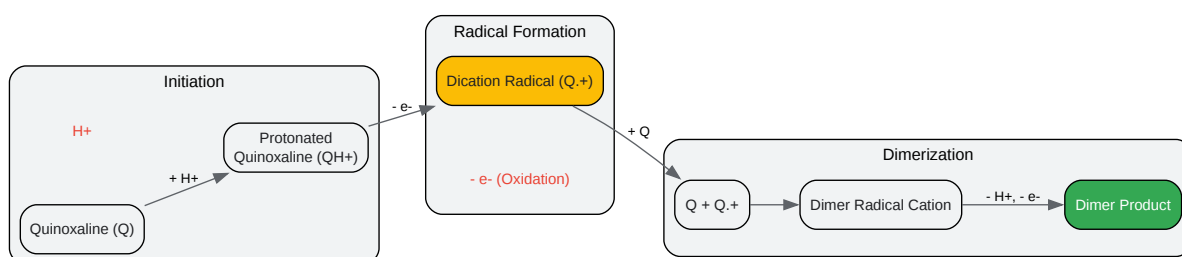 Initiation
H+
Protonated
Quinoxaline (QH+)
+ H+
Quinoxaline (Q)
- e-
Radical Formation
Dication Radical (Q.+)
- e- (Oxidation)
+ Q
Dimerization
Q + Q.+
Dimer Radical Cation
- H+, - e-
Dimer Product